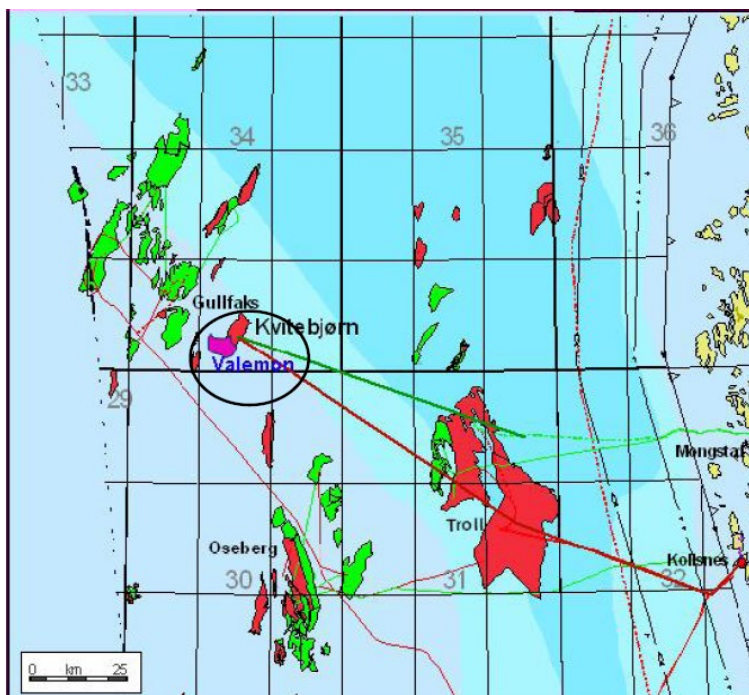 33
34
35
36
Gullfaks
Kvitebjørn
Valemon
29
Mongstad
Troll
Oseberg
Kollsnes
30
31
32
0 km 25